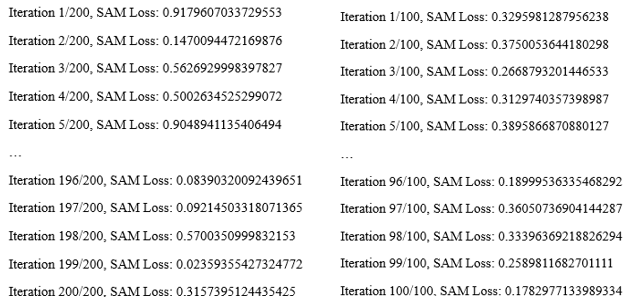 Iteration 1/200, SAM Loss: 0.9179607033729553
Iteration 2/200, SAM Loss: 0.1470094472169876
Iteration 3/200, SAM Loss: 0.5626929998397827
Iteration 4/200, SAM Loss: 0.5002634525299072
Iteration 5/200, SAM Loss: 0.9048941135406494
...
Iteration 196/200, SAM Loss: 0.08390320092439651
Iteration 197/200, SAM Loss: 0.09214503318071365
Iteration 198/200, SAM Loss: 0.5700350999832153
Iteration 199/200, SAM Loss: 0.02359355427324772
Iteration 200/200, SAM Loss: 0.3157395124435425
Iteration 1/100, SAM Loss: 0.3295981287956238
Iteration 2/100, SAM Loss: 0.3750053644180298
Iteration 3/100, SAM Loss: 0.2668793201446533
Iteration 4/100, SAM Loss: 0.3129740357398987
Iteration 5/100, SAM Loss: 0.3895866870880127
...
Iteration 96/100, SAM Loss: 0.18999536335468292
Iteration 97/100, SAM Loss: 0.36050736904144287
Iteration 98/100, SAM Loss: 0.33396369218826294
Iteration 99/100, SAM Loss: 0.2589811682701111
Iteration 100/100, SAM Loss: 0.1782977133989334